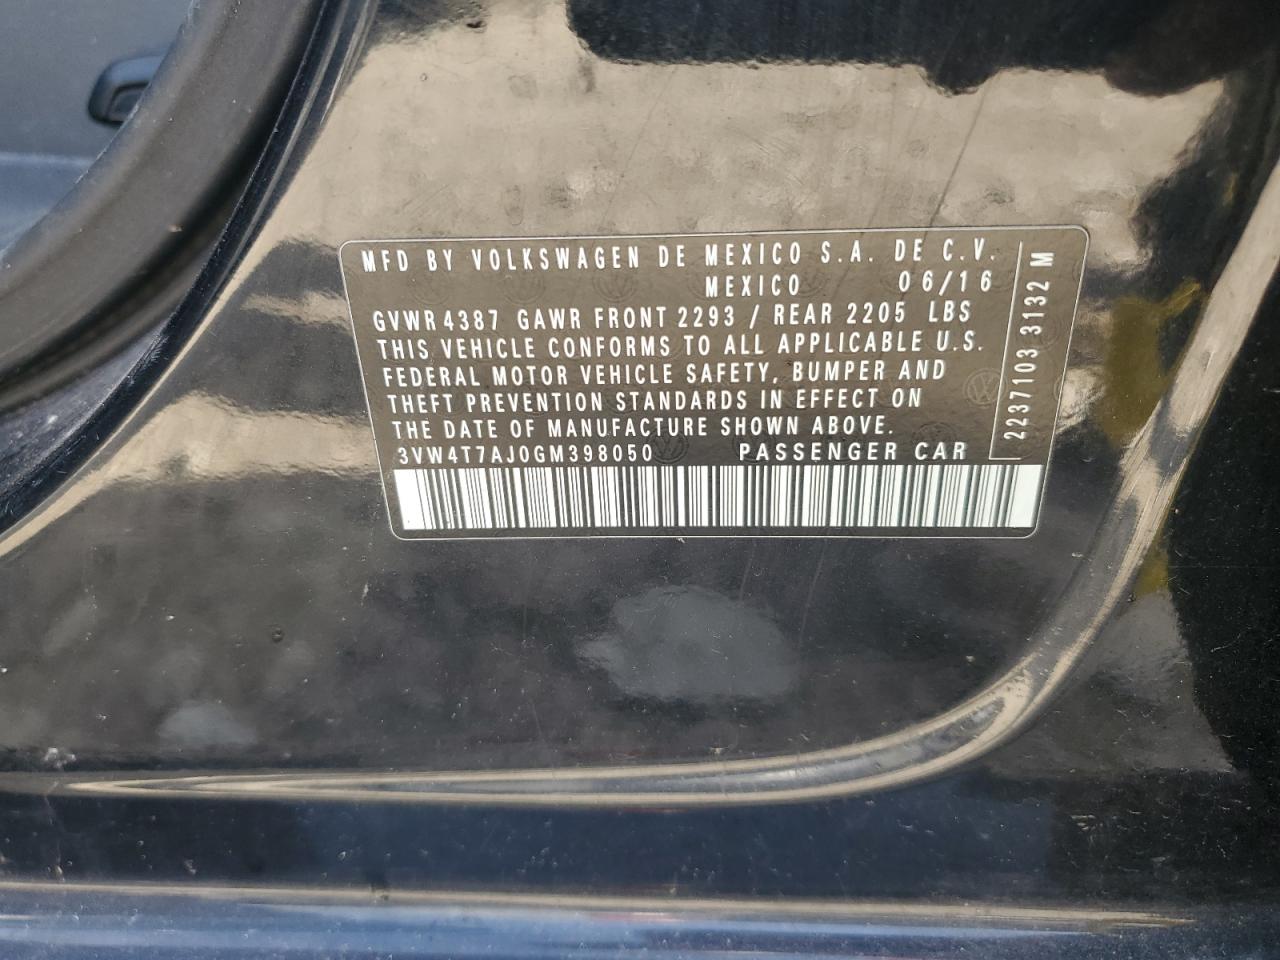 MFD BY VOLKSWAGEN DE MEXICO S.A. DE C.V.
MEXICO 06/16
GVWR 4387 GAWR FRONT 2293 / REAR 2205 LBS
THIS VEHICLE CONFORMS TO ALL APPLICABLE U.S.
FEDERAL MOTOR VEHICLE SAFETY, BUMPER AND
THEFT PREVENTION STANDARDS IN EFFECT ON
THE DATE OF MANUFACTURE SHOWN ABOVE.
3VW4T7AJ0GM398050 PASSENGER CAR
2237103 3132 M